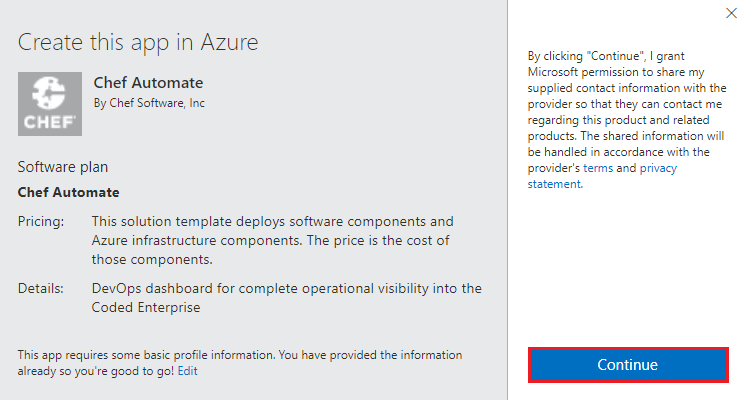 Create this app in Azure
CHEF
Chef Automate
By Chef Software, Inc
Software plan
Chef Automate
Pricing: This solution template deploys software components and
Azure infrastructure components. The price is the cost of
those components.
Details: DevOps dashboard for complete operational visibility into the
Coded Enterprise
This app requires some basic profile information. You have provided the information
already so you're good to go! Edit
By clicking "Continue", I grant
Microsoft permission to share my
supplied contact information with the
provider so that they can contact me
regarding this product and related
products. The shared information will
be handled in accordance with the
provider's terms and privacy
statement.
Continue